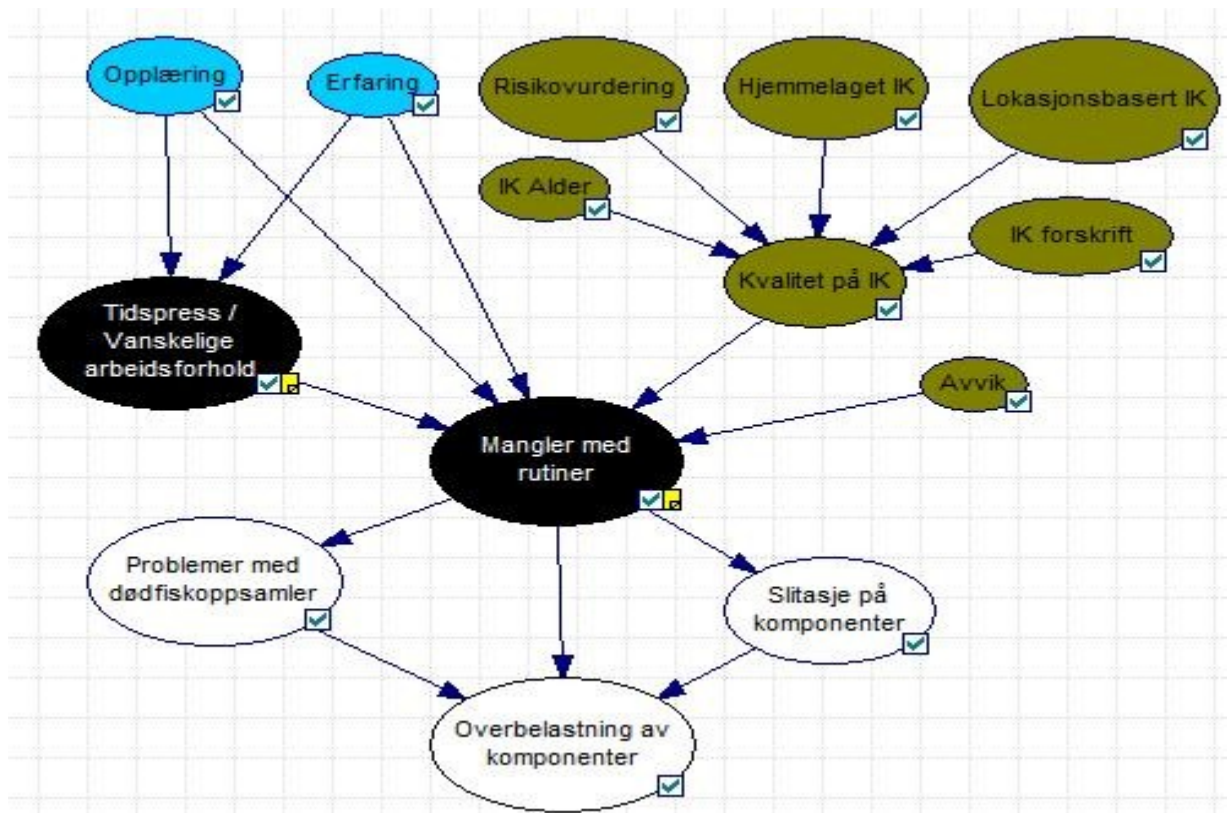 Opplæring
Erfaring
Risikovurdering
Hjemmelaget IK
Lokasjonsbasert IK
IK Alder
IK forskrift
Kvalitet på IK
Tidspress /
Vanskelige
arbeidsforhold
Avvik
Mangler med
rutiner
Problemer med
dødfiskoppsamler
Slitasje på
komponenter
Overbelastning av
komponenter